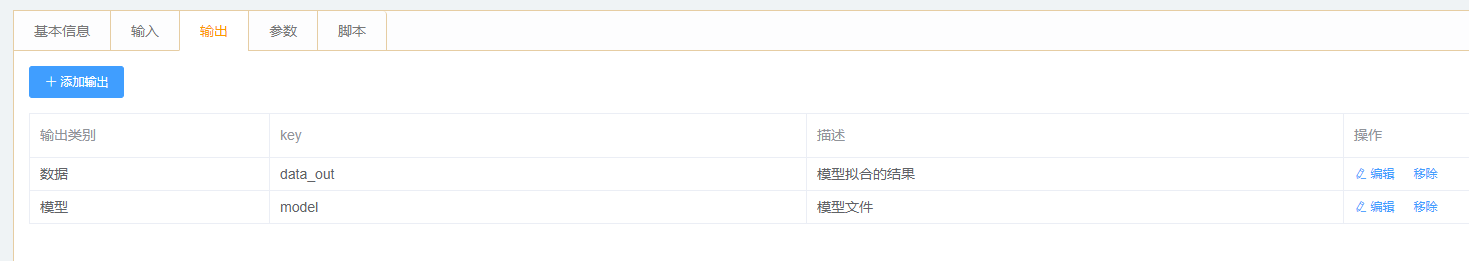 基本信息 输入 输出 参数 脚本
+ 添加输出
输出类别 key 描述 操作
数据 data_out 模型拟合的结果 编辑 移除
模型 model 模型文件 编辑 移除